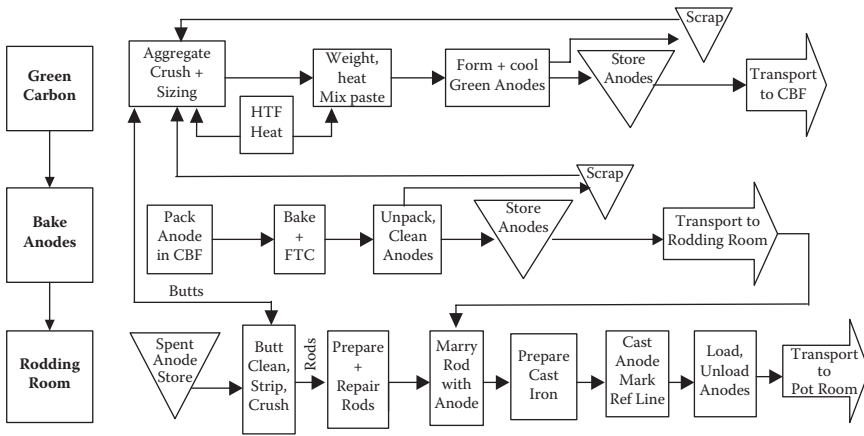 Green
Carbon
Aggregate
Crush +
Sizing
HTF
Heat
Weight,
heat
Mix paste
Form + cool
Green Anodes
Scrap
Store
Anodes
Transport
to CBF
Bake
Anodes
Pack
Anode
in CBF
Bake
+
FTC
Unpack,
Clean
Anodes
Scrap
Store
Anodes
Transport to
Rodding Room
Butts
Rodding
Room
Spent
Anode
Store
Butt
Clean,
Strip,
Crush
Rods
Prepare
+
Repair
Rods
Marry
Rod
with
Anode
Prepare
Cast
Iron
Cast
Anode
Mark
Ref Line
Load,
Unload
Anodes
Transport
to
Pot Room